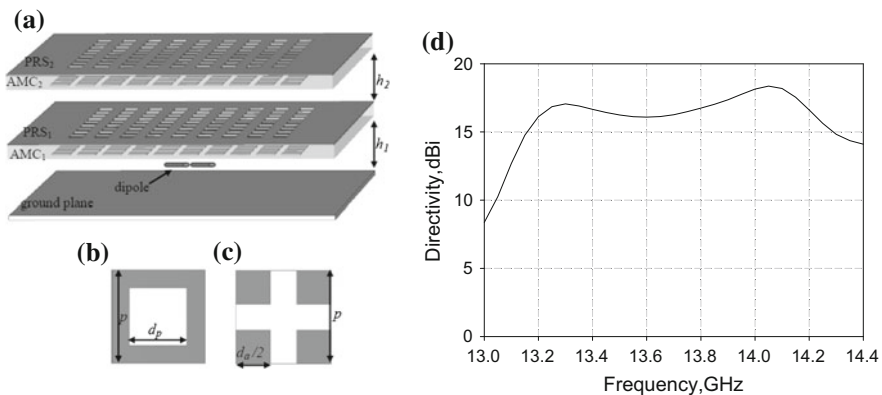 (a)
PRS₂
AMC₂
h₂
PRS₁
AMC₁
h₁
dipole
ground plane
(b)
p
dₚ
(c)
p
dₐ/2
(d)
20
15
10
5
0
Directivity,dBi
13.0 13.2 13.4 13.6 13.8 14.0 14.2 14.4
Frequency,GHz